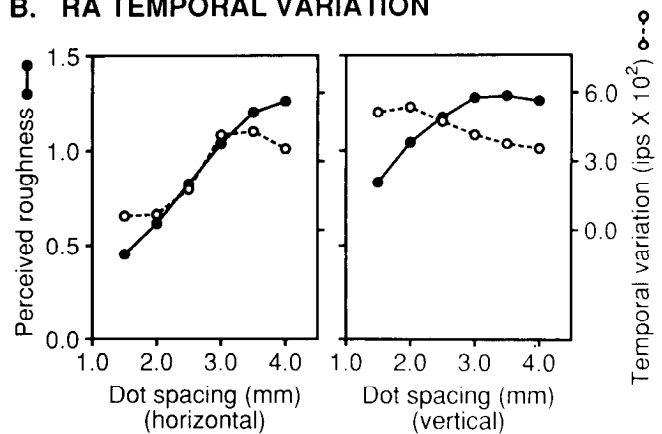 B. RA TEMPORAL VARIATION
Perceived roughness
1.5
1.0
0.5
0.0
1.0 2.0 3.0 4.0
Dot spacing (mm)
(horizontal)
1.0 2.0 3.0 4.0
Dot spacing (mm)
(vertical)
6.0
3.0
0.0
Temporal variation (ips X 10²)